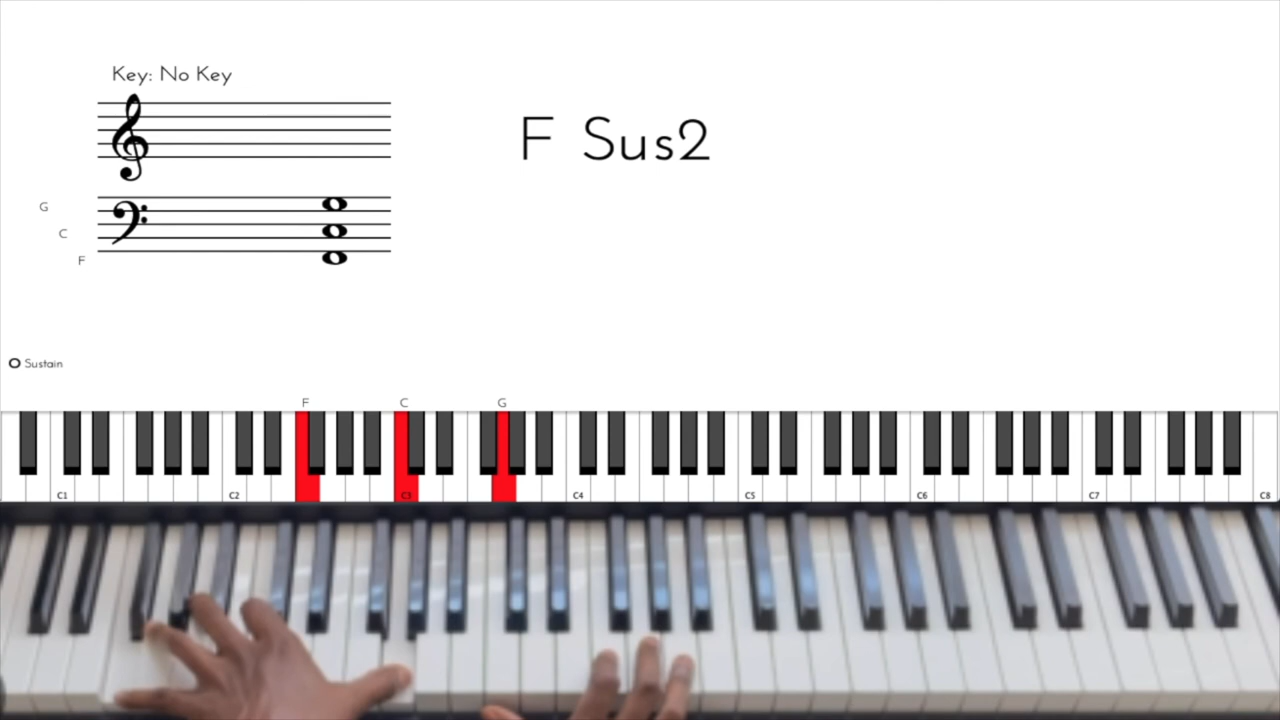 Key: No Key
F Sus2
G
C
F
Sustain
F C G
C1 C2 C3 C4 C5 C6 C7 C8